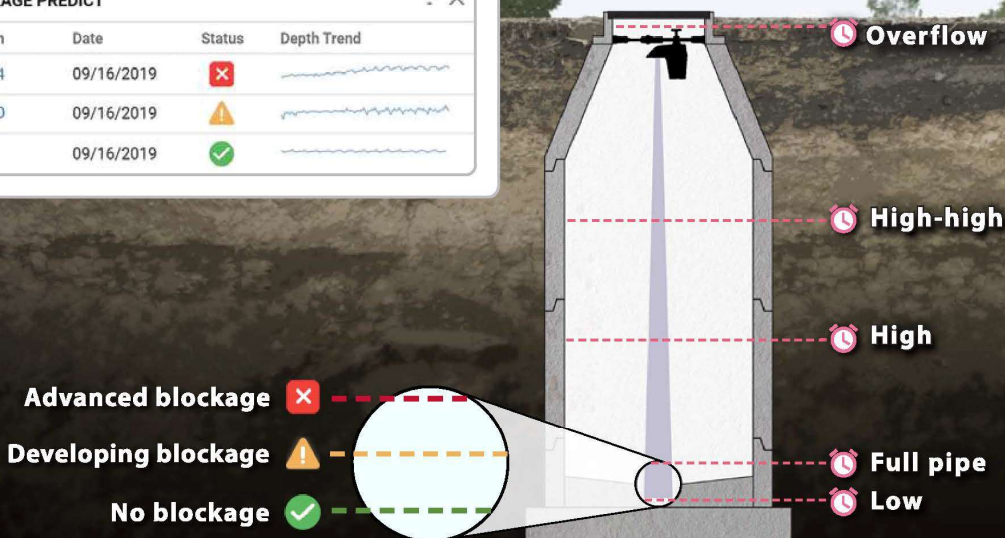 PREDICT
Date Status Depth Trend
09/16/2019
09/16/2019
09/16/2019
Overflow
High-high
High
Full pipe
Low
Advanced blockage
Developing blockage
No blockage